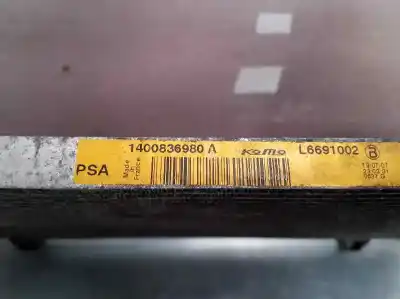 1400836980 A KOMO L6691002 B
PSA Made in France